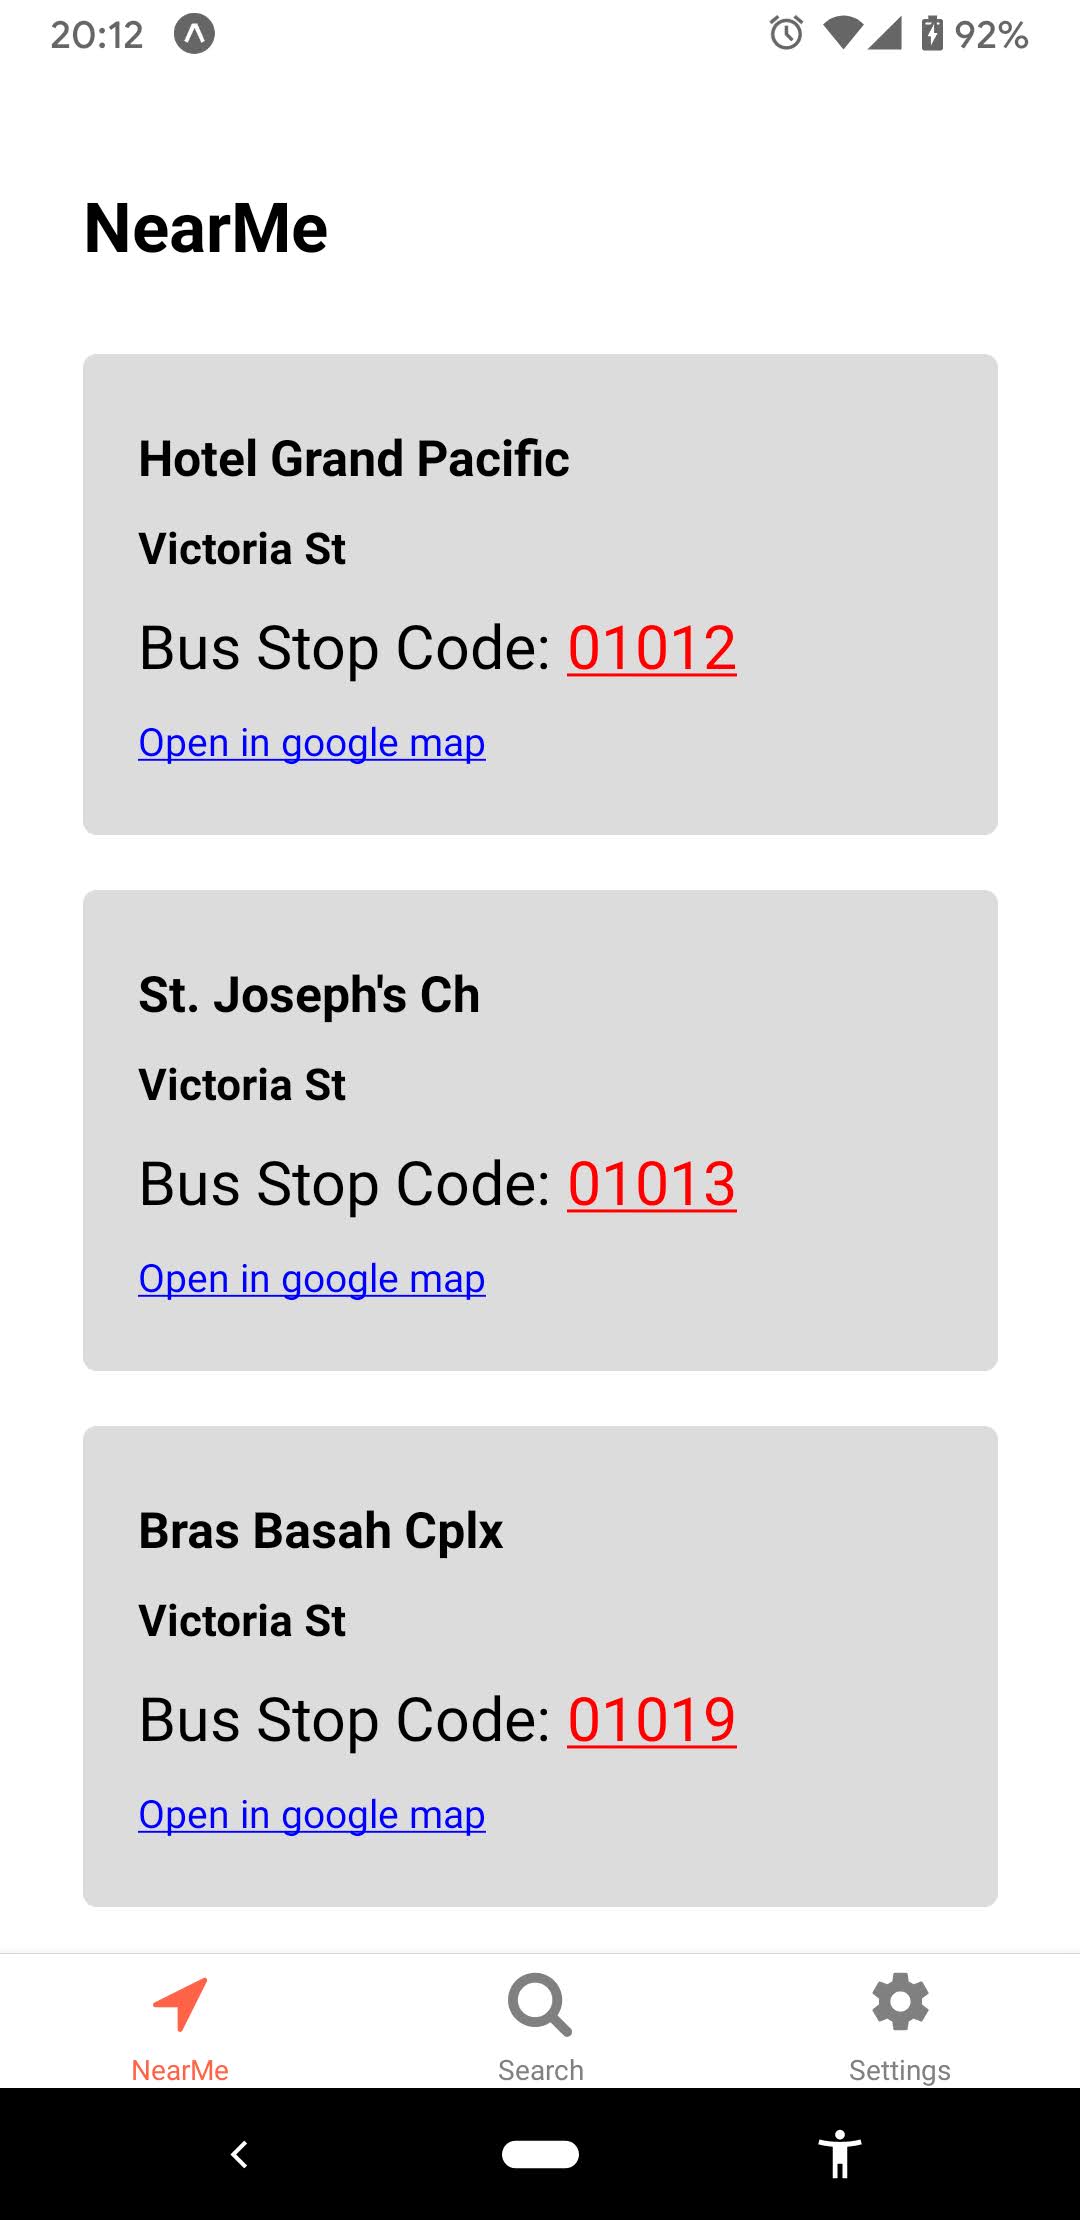 20:12
92%
NearMe
Hotel Grand Pacific
Victoria St
Bus Stop Code: 01012
Open in google map
St. Joseph's Ch
Victoria St
Bus Stop Code: 01013
Open in google map
Bras Basah Cplx
Victoria St
Bus Stop Code: 01019
Open in google map
NearMe
Search
Settings